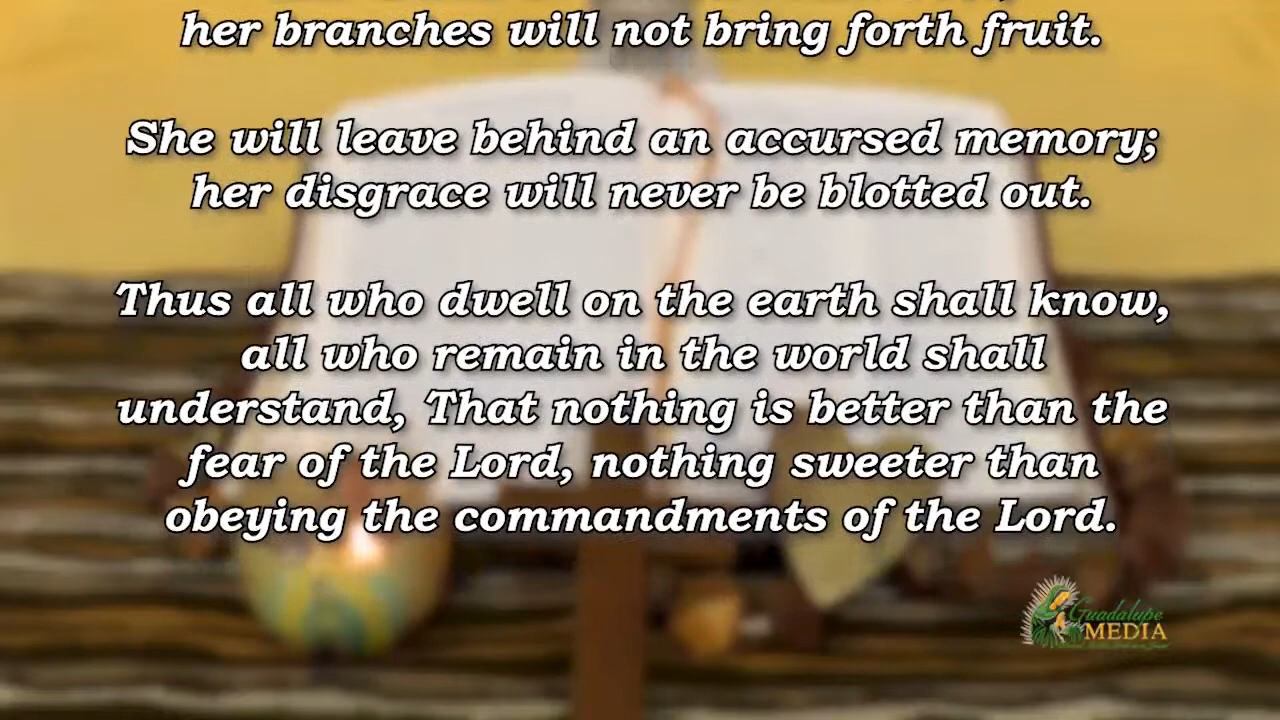 her branches will not bring forth fruit.
She will leave behind an accursed memory;
her disgrace will never be blotted out.
Thus all who dwell on the earth shall know,
all who remain in the world shall
understand, That nothing is better than the
fear of the Lord, nothing sweeter than
obeying the commandments of the Lord.
Guadalupe
MEDIA